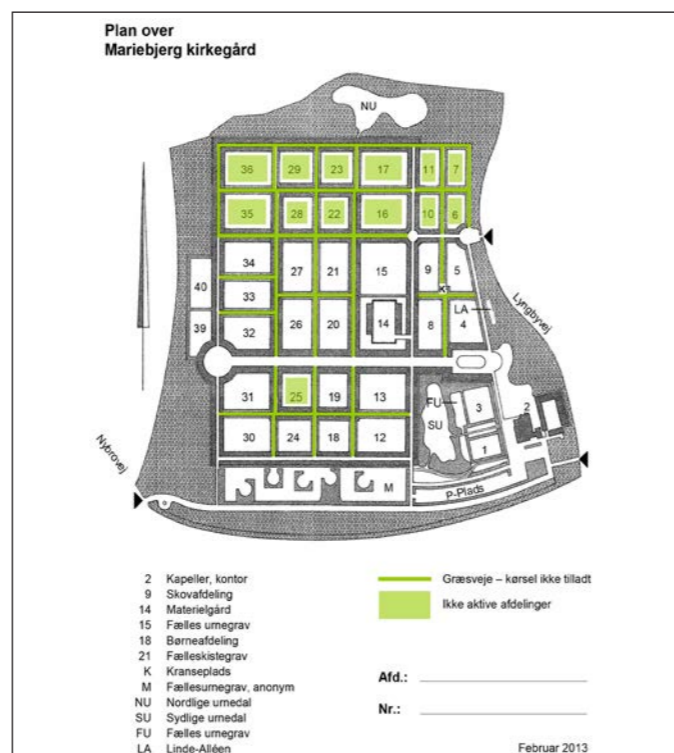 Plan over
Mariebjerg kirkegård
NU
36 29 23 17 11 7
35 28 22 16 10 6
34 27 21 15 9 5
40 33
K
LA
Lyngbyvej
39 32 26 20 14 8 4
31 25 19 13 FU 3 2
SU
30 24 18 12 1
Nybrovej
M
P-Plads
2 Kapeller, kontor
9 Skovafdeling
14 Materielgård
15 Fælles urnegrav
18 Børneafdeling
21 Fælleskistegrav
K Kranseplads
M Fællesurnegrav, anonym
NU Nordlige urnedal
SU Sydlige urnedal
FU Fælles urnegrav
LA Linde-Alléen
Græsveje – kørsel ikke tilladt
Ikke aktive afdelinger
Afd.:
Nr.:
Februar 2013